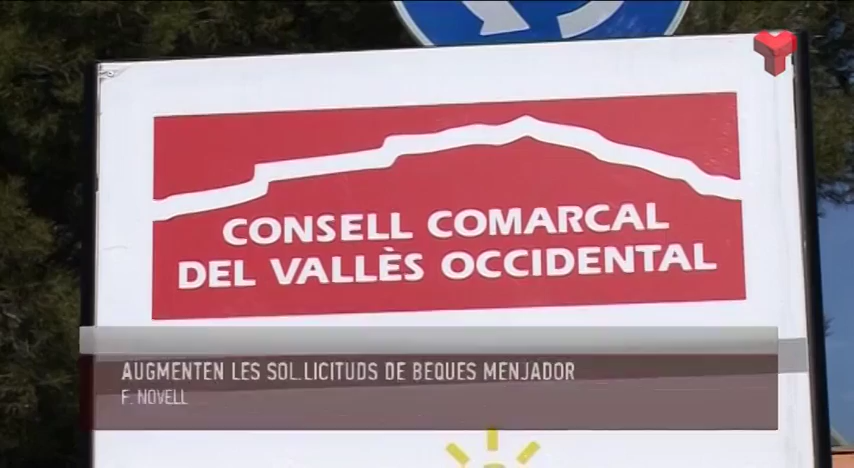 CONSELL COMARCAL
DEL VALLÈS OCCIDENTAL
AUGMENTEN LES SOL.LICITUDS DE BEQUES MENJADOR
F. NOVELL